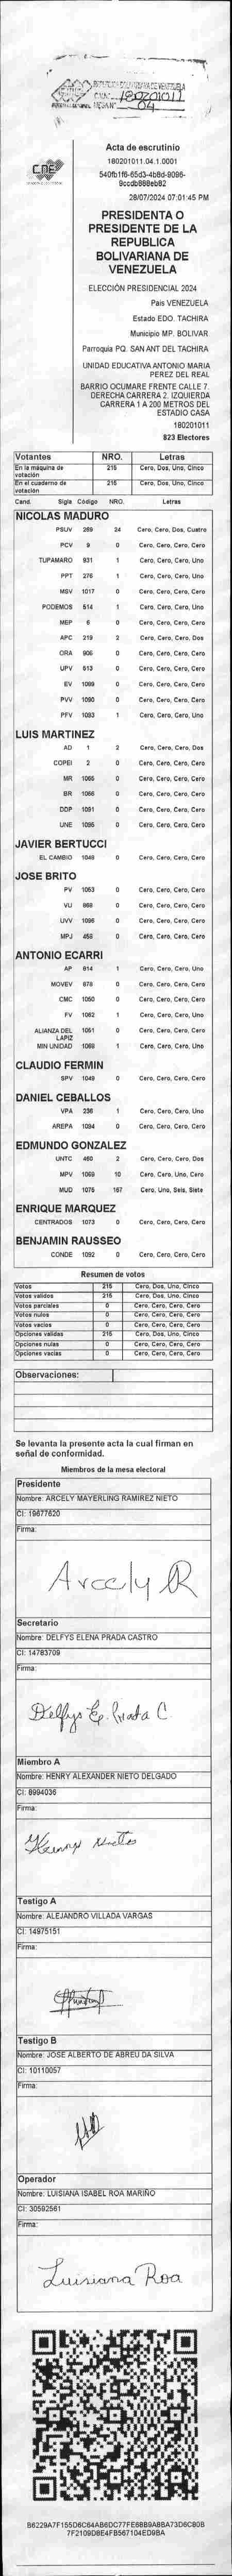 180201011
04
CNE
Acta de escrutinio
180201011.04.1.0001
540fb1f6-65d3-4b8d-9096-
9ccdb888eb82
28/07/2024 07:01:45 PM
PRESIDENTA O
PRESIDENTE DE LA
REPUBLICA
BOLIVARIANA DE
VENEZUELA
ELECCIÓN PRESIDENCIAL 2024
País VENEZUELA
Estado EDO. TACHIRA
Municipio MP. BOLIVAR
Parroquia PQ. SAN ANT DEL TACHIRA
UNIDAD EDUCATIVA ANTONIO MARIA
PEREZ DEL REAL
BARRIO OCUMARE FRENTE CALLE 7.
DERECHA CARRERA 2. IZQUIERDA
CARRERA 1 A 200 METROS DEL
ESTADIO CASA
180201011
823 Electores
Votantes NRO. Letras
En la máquina de votación 215 Cero, Dos, Uno, Cinco
En el cuaderno de votación 215 Cero, Dos, Uno, Cinco
Cand. Sigla Código NRO. Letras
NICOLAS MADURO
PSUV 269 24 Cero, Cero, Dos, Cuatro
PCV 9 0 Cero, Cero, Cero, Cero
TUPAMARO 931 1 Cero, Cero, Cero, Uno
PPT 276 1 Cero, Cero, Cero, Uno
MSV 1017 0 Cero, Cero, Cero, Cero
PODEMOS 514 1 Cero, Cero, Cero, Uno
MEP 6 0 Cero, Cero, Cero, Cero
APC 219 2 Cero, Cero, Cero, Dos
ORA 906 0 Cero, Cero, Cero, Cero
UPV 613 0 Cero, Cero, Cero, Cero
EV 1099 0 Cero, Cero, Cero, Cero
PVV 1090 0 Cero, Cero, Cero, Cero
PFV 1093 1 Cero, Cero, Cero, Uno
LUIS MARTINEZ
AD 1 2 Cero, Cero, Cero, Dos
COPEI 2 0 Cero, Cero, Cero, Cero
MR 1065 0 Cero, Cero, Cero, Cero
BR 1066 0 Cero, Cero, Cero, Cero
DDP 1091 0 Cero, Cero, Cero, Cero
UNE 1095 0 Cero, Cero, Cero, Cero
JAVIER BERTUCCI
EL CAMBIO 1048 0 Cero, Cero, Cero, Cero
JOSE BRITO
PV 1053 0 Cero, Cero, Cero, Cero
VU 868 0 Cero, Cero, Cero, Cero
UVV 1096 0 Cero, Cero, Cero, Cero
MPJ 458 0 Cero, Cero, Cero, Cero
ANTONIO ECARRI
AP 814 1 Cero, Cero, Cero, Uno
MOVEV 878 0 Cero, Cero, Cero, Cero
CMC 1050 0 Cero, Cero, Cero, Cero
FV 1082 1 Cero, Cero, Cero, Uno
ALIANZA DEL LAPIZ 1051 0 Cero, Cero, Cero, Cero
MIN UNIDAD 1069 1 Cero, Cero, Cero, Uno
CLAUDIO FERMIN
SPV 1049 0 Cero, Cero, Cero, Cero
DANIEL CEBALLOS
VPA 236 1 Cero, Cero, Cero, Uno
AREPA 1094 0 Cero, Cero, Cero, Cero
EDMUNDO GONZALEZ
UNTC 460 2 Cero, Cero, Cero, Dos
MPV 1069 10 Cero, Cero, Uno, Cero
MUD 1075 167 Cero, Uno, Seis, Siete
ENRIQUE MARQUEZ
CENTRADOS 1073 0 Cero, Cero, Cero, Cero
BENJAMIN RAUSSEO
CONDE 1092 0 Cero, Cero, Cero, Cero
Resumen de votos
Votos 215 Cero, Dos, Uno, Cinco
Votos validos 215 Cero, Dos, Uno, Cinco
Votos parciales 0 Cero, Cero, Cero, Cero
Votos nulos 0 Cero, Cero, Cero, Cero
Votos vacios 0 Cero, Cero, Cero, Cero
Opciones validas 215 Cero, Dos, Uno, Cinco
Opciones nulas 0 Cero, Cero, Cero, Cero
Opciones vacias 0 Cero, Cero, Cero, Cero
Observaciones:
Se levanta la presente acta la cual firman en
señal de conformidad.
Miembros de la mesa electoral
Presidente
Nombre: ARCELY MAYERLING RAMIREZ NIETO
CI: 19677620
Firma:
Arcely R
Secretario
Nombre: DELFYS ELENA PRADA CASTRO
CI: 14783709
Firma:
Delfys E. Prada C.
Miembro A
Nombre: HENRY ALEXANDER NIETO DELGADO
CI: 8994036
Firma:
Henry Nieto
Testigo A
Nombre: ALEJANDRO VILLADA VARGAS
CI: 14975151
Firma:
Testigo B
Nombre: JOSE ALBERTO DE ABREU DA SILVA
CI: 10110057
Firma:
Operador
Nombre: LUISIANA ISABEL ROA MARIÑO
CI: 30592561
Firma:
Luisiana Roa
B6229A7F155D6C64AB6DC77FE88B9A8BA73D8C80B
7F2109D8E4FB567104ED9BA